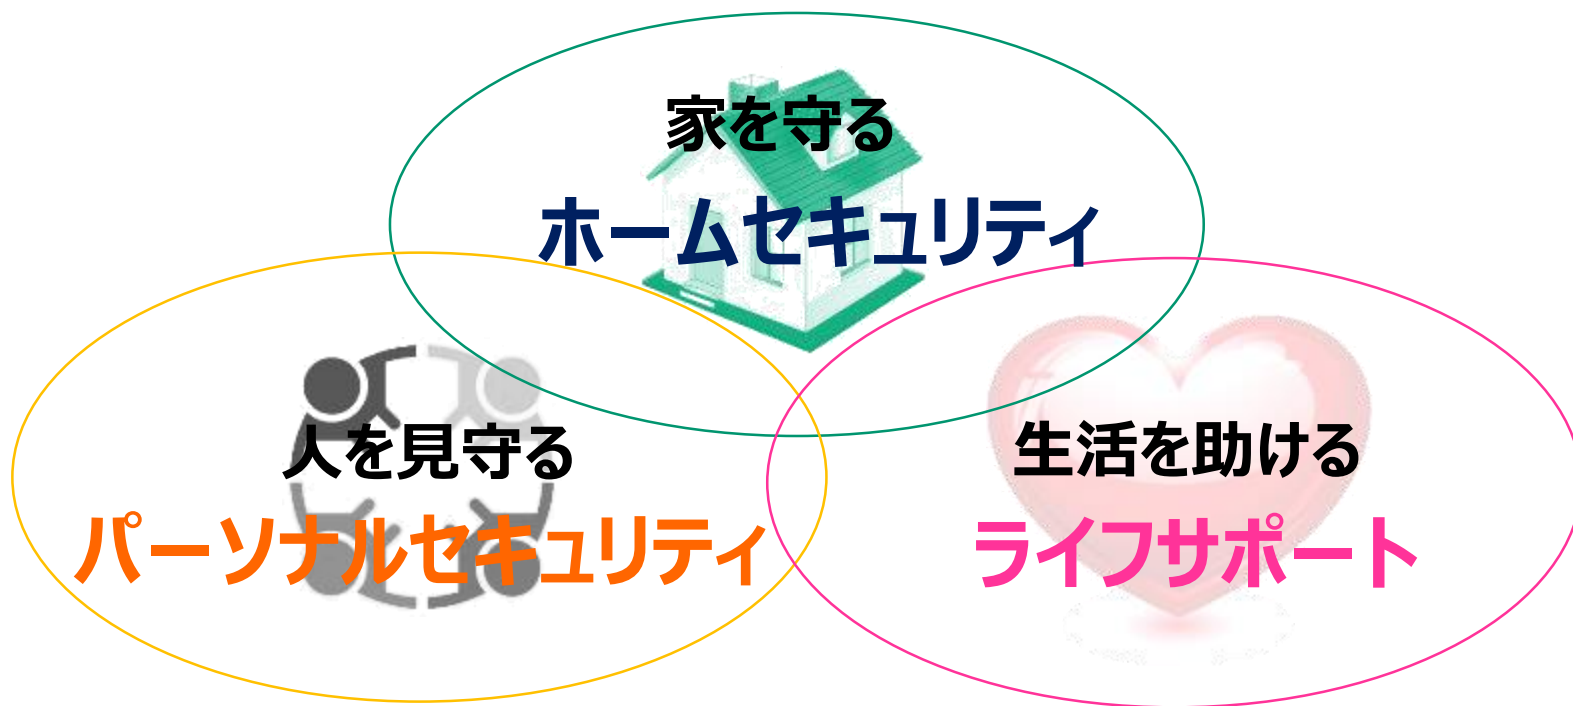 家を守る
ホームセキュリティ
人を見守る
パーソナルセキュリティ
生活を助ける
ライフサポート